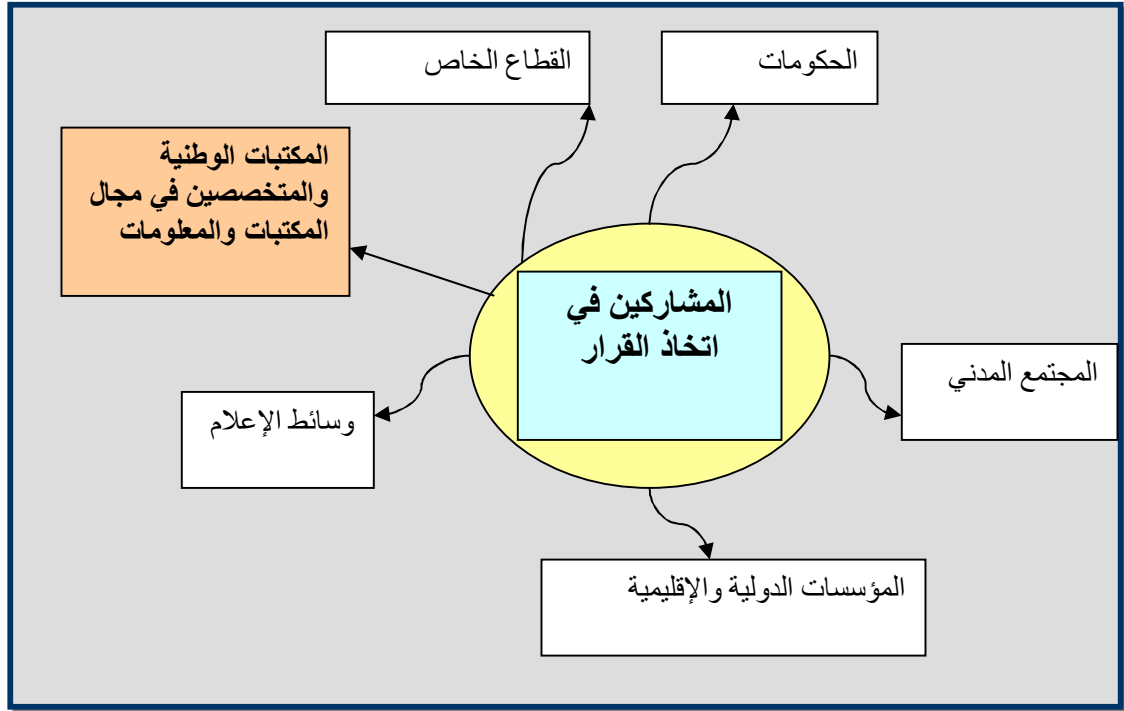 الحكومات
القطاع الخاص
المكتبات الوطنية
والمتخصصين في مجال
المكتبات والمعلومات
المشاركين في
اتخاذ القرار
المجتمع المدني
وسائط الإعلام
المؤسسات الدولية والإقليمية